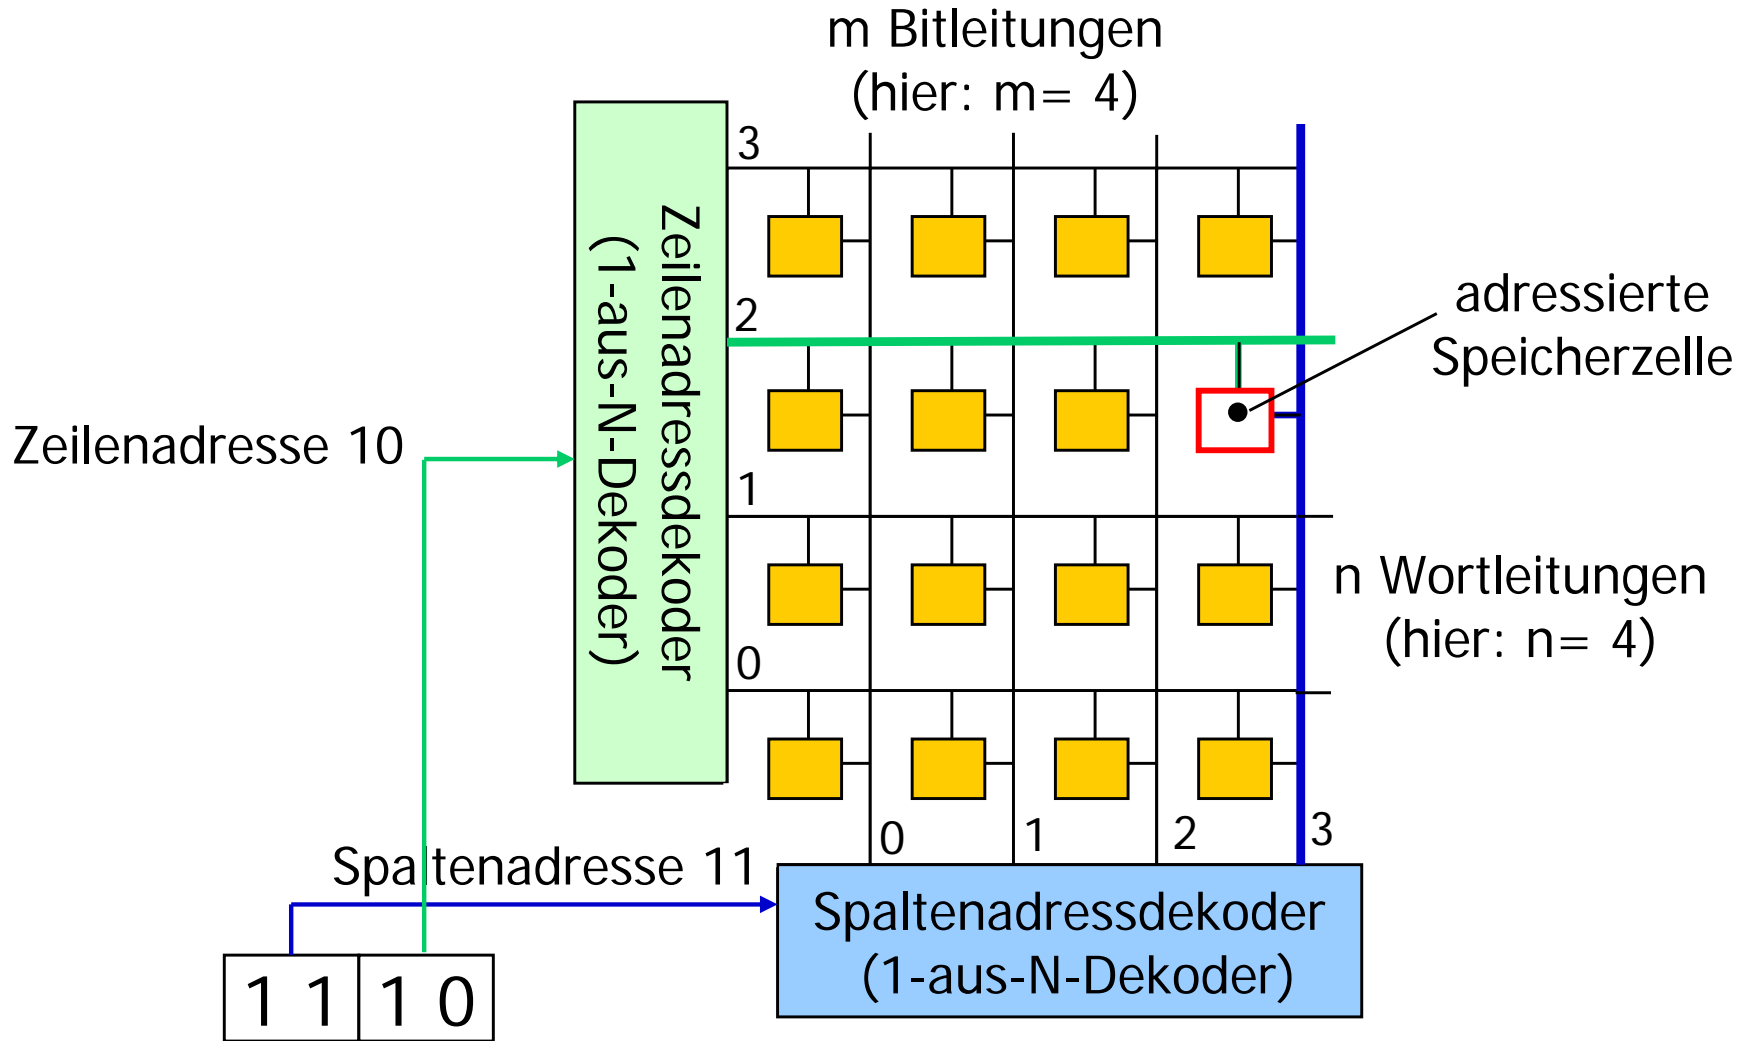 m Bitleitungen
(hier: m= 4)
3
Zeilenadressdekoder
(1-aus-N-Dekoder)
2
adressierte
Speicherzelle
Zeilenadresse 10
1
n Wortleitungen
(hier: n= 4)
0
0 1 2 3
Spaltenadresse 11
Spaltenadressdekoder
(1-aus-N-Dekoder)
1 1 1 0